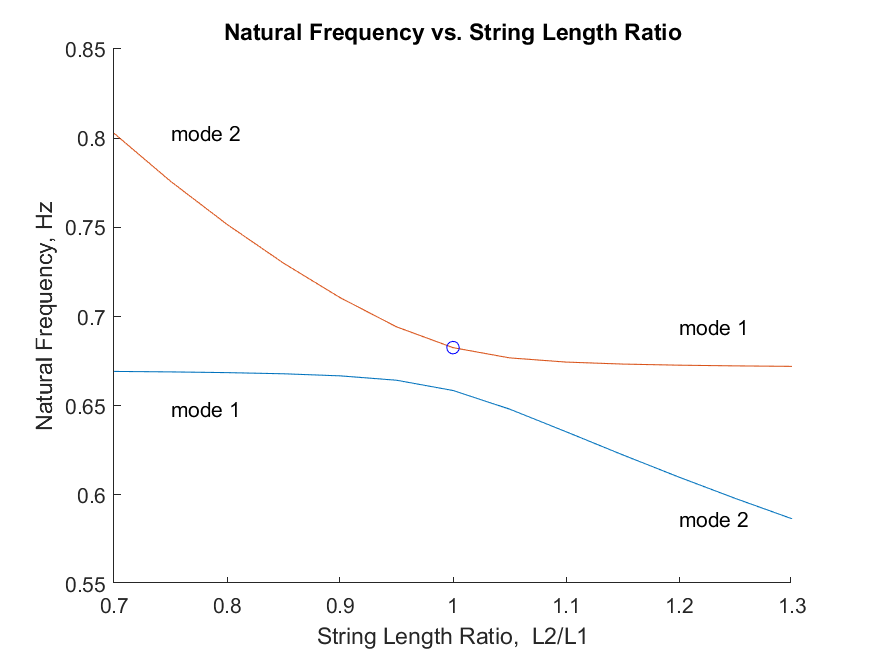 Natural Frequency vs. String Length Ratio
0.85
0.8
0.75
0.7
0.65
0.6
0.55
Natural Frequency, Hz
mode 2
mode 1
mode 1
mode 2
0.7 0.8 0.9 1 1.1 1.2 1.3
String Length Ratio,  L2/L1